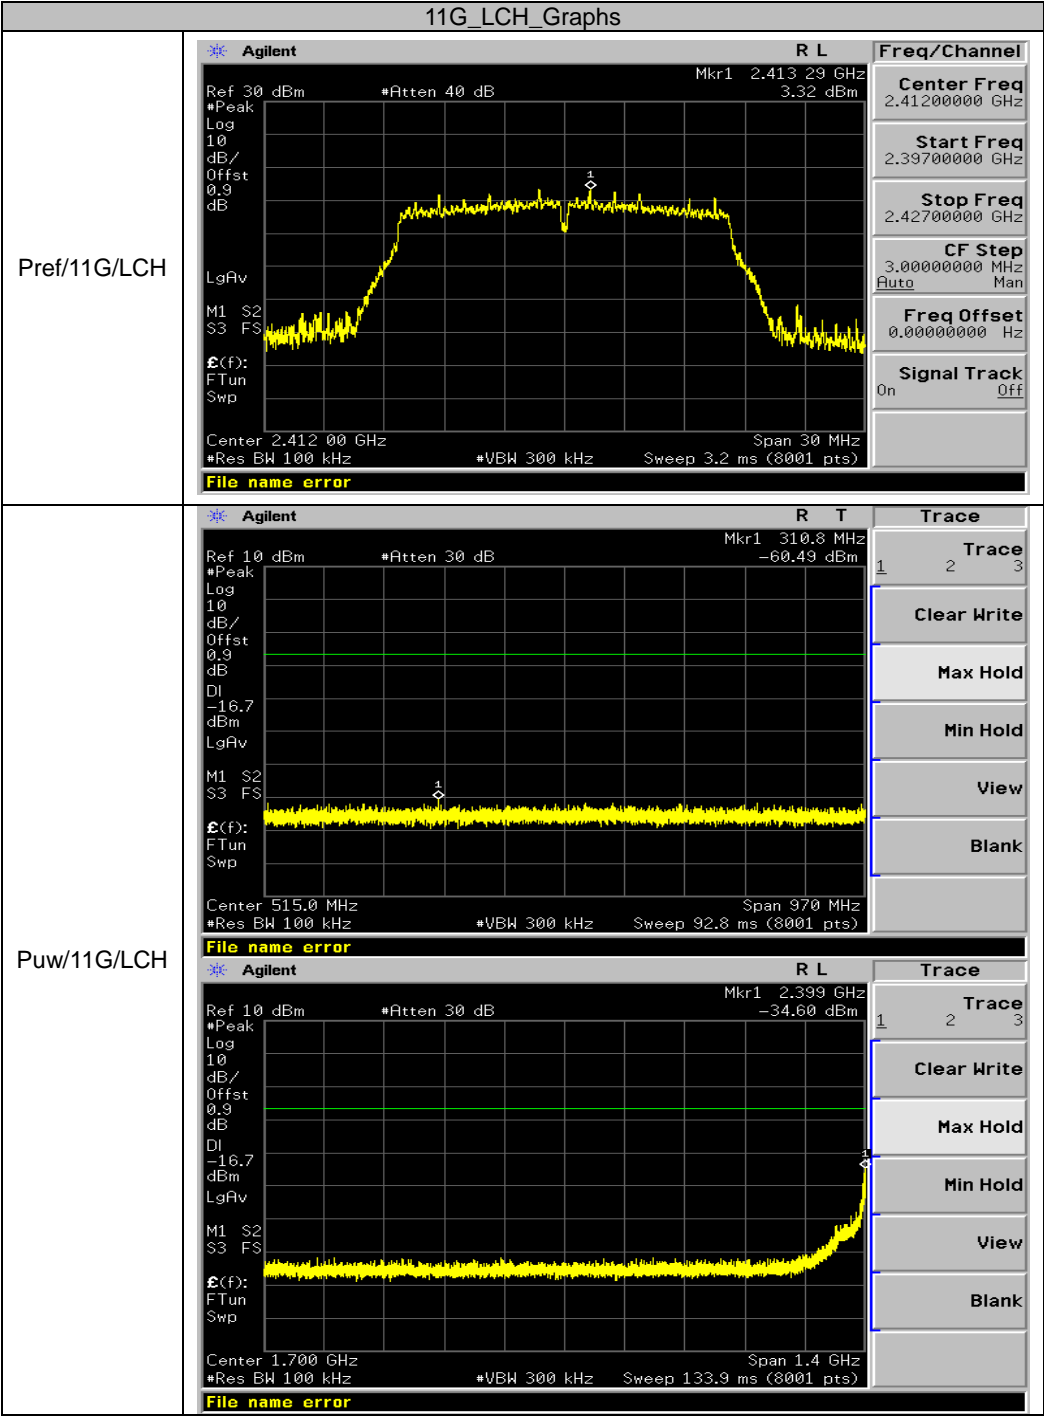 11G_LCH_Graphs
Pref/11G/LCH
Agilent R L Freq/Channel
Mkr1 2.413 29 GHz
Ref 30 dBm #Atten 40 dB 3.32 dBm
#Peak
Log
10
dB/
Offst
0.9
dB
LgAv
M1 S2
S3 FS
£(f):
FTun
Swp
Center 2.412 00 GHz Span 30 MHz
#Res BW 100 kHz #VBW 300 kHz Sweep 3.2 ms (8001 pts)
File name error
1
Center Freq
2.41200000 GHz
Start Freq
2.39700000 GHz
Stop Freq
2.42700000 GHz
CF Step
3.00000000 MHz
Auto Man
Freq Offset
0.00000000 Hz
Signal Track
On Off
Puw/11G/LCH
Agilent R T Trace
Mkr1 310.8 MHz
Ref 10 dBm #Atten 30 dB -60.49 dBm
#Peak
Log
10
dB/
Offst
0.9
dB
DI
-16.7
dBm
LgAv
M1 S2
S3 FS
£(f):
FTun
Swp
Center 515.0 MHz Span 970 MHz
#Res BW 100 kHz #VBW 300 kHz Sweep 92.8 ms (8001 pts)
File name error
1
Trace
1 2 3
Clear Write
Max Hold
Min Hold
View
Blank
Agilent R L Trace
Mkr1 2.399 GHz
Ref 10 dBm #Atten 30 dB -34.60 dBm
#Peak
Log
10
dB/
Offst
0.9
dB
DI
-16.7
dBm
LgAv
M1 S2
S3 FS
£(f):
FTun
Swp
Center 1.700 GHz Span 1.4 GHz
#Res BW 100 kHz #VBW 300 kHz Sweep 133.9 ms (8001 pts)
File name error
1
Trace
1 2 3
Clear Write
Max Hold
Min Hold
View
Blank